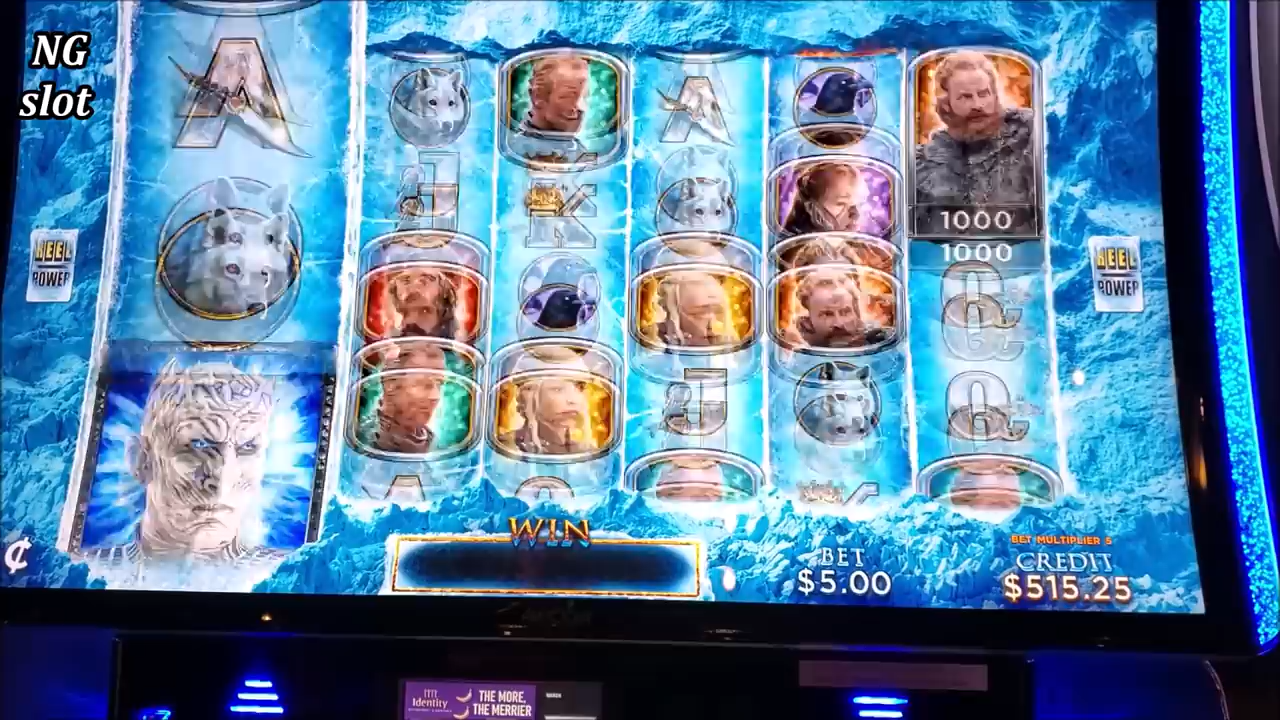 NG
slot
A
A
J
K
1000
1000
Q
J
Q
REEL
POWER
REEL
POWER
WIN
BET
$5.00
BET MULTIPLIER 5
CREDIT
$515.25
¢
Identity
THE MORE,
THE MERRIER